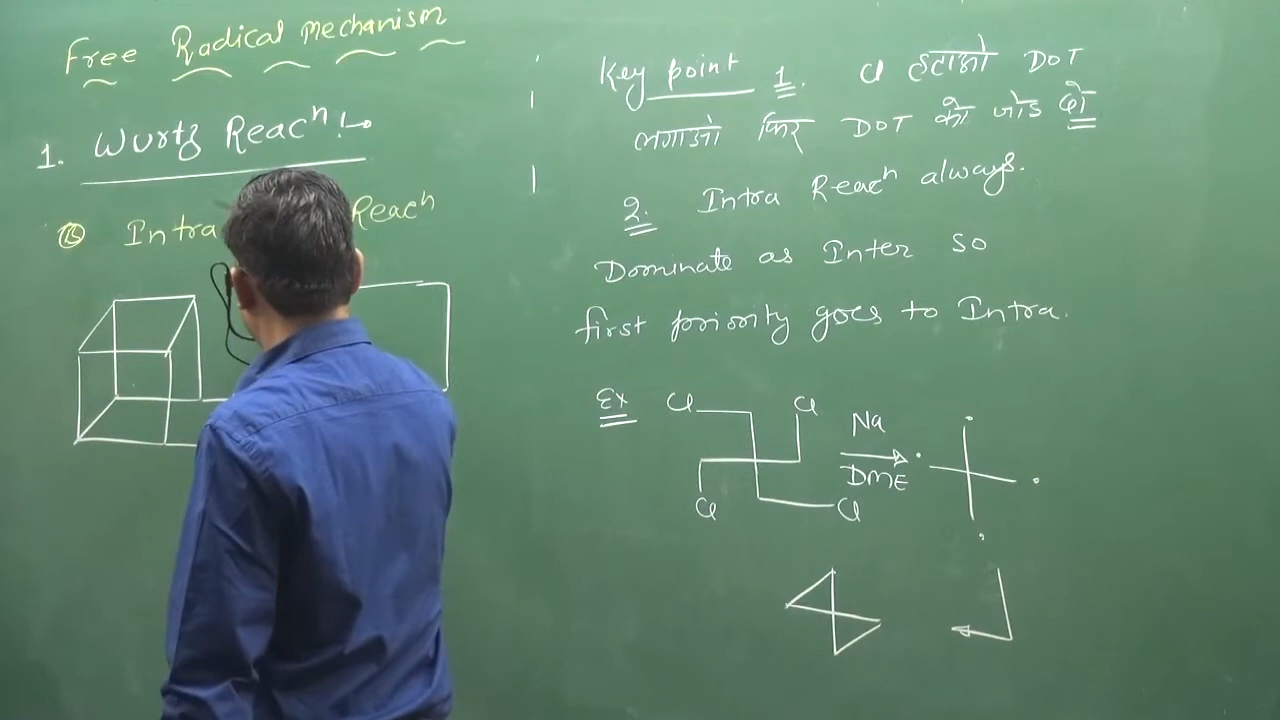 Free Radical mechanism
1. Wurtz Reacⁿ!
B Intra Reacⁿ
Key point 1. Cl हटाओ DOT
लगाओ फिर DOT को जोड दो
2. Intra Reacⁿ always.
Dominate as Inter so
first priority goes to Intra.
Ex Cl Cl Na
DME
Cl Cl